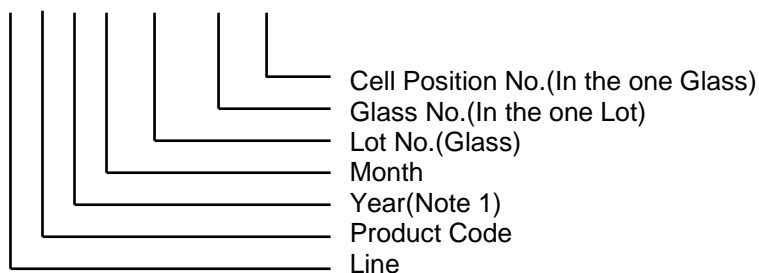 Cell Position No.(In the one Glass)
Glass No.(In the one Lot)
Lot No.(Glass)
Month
Year(Note 1)
Product Code
Line